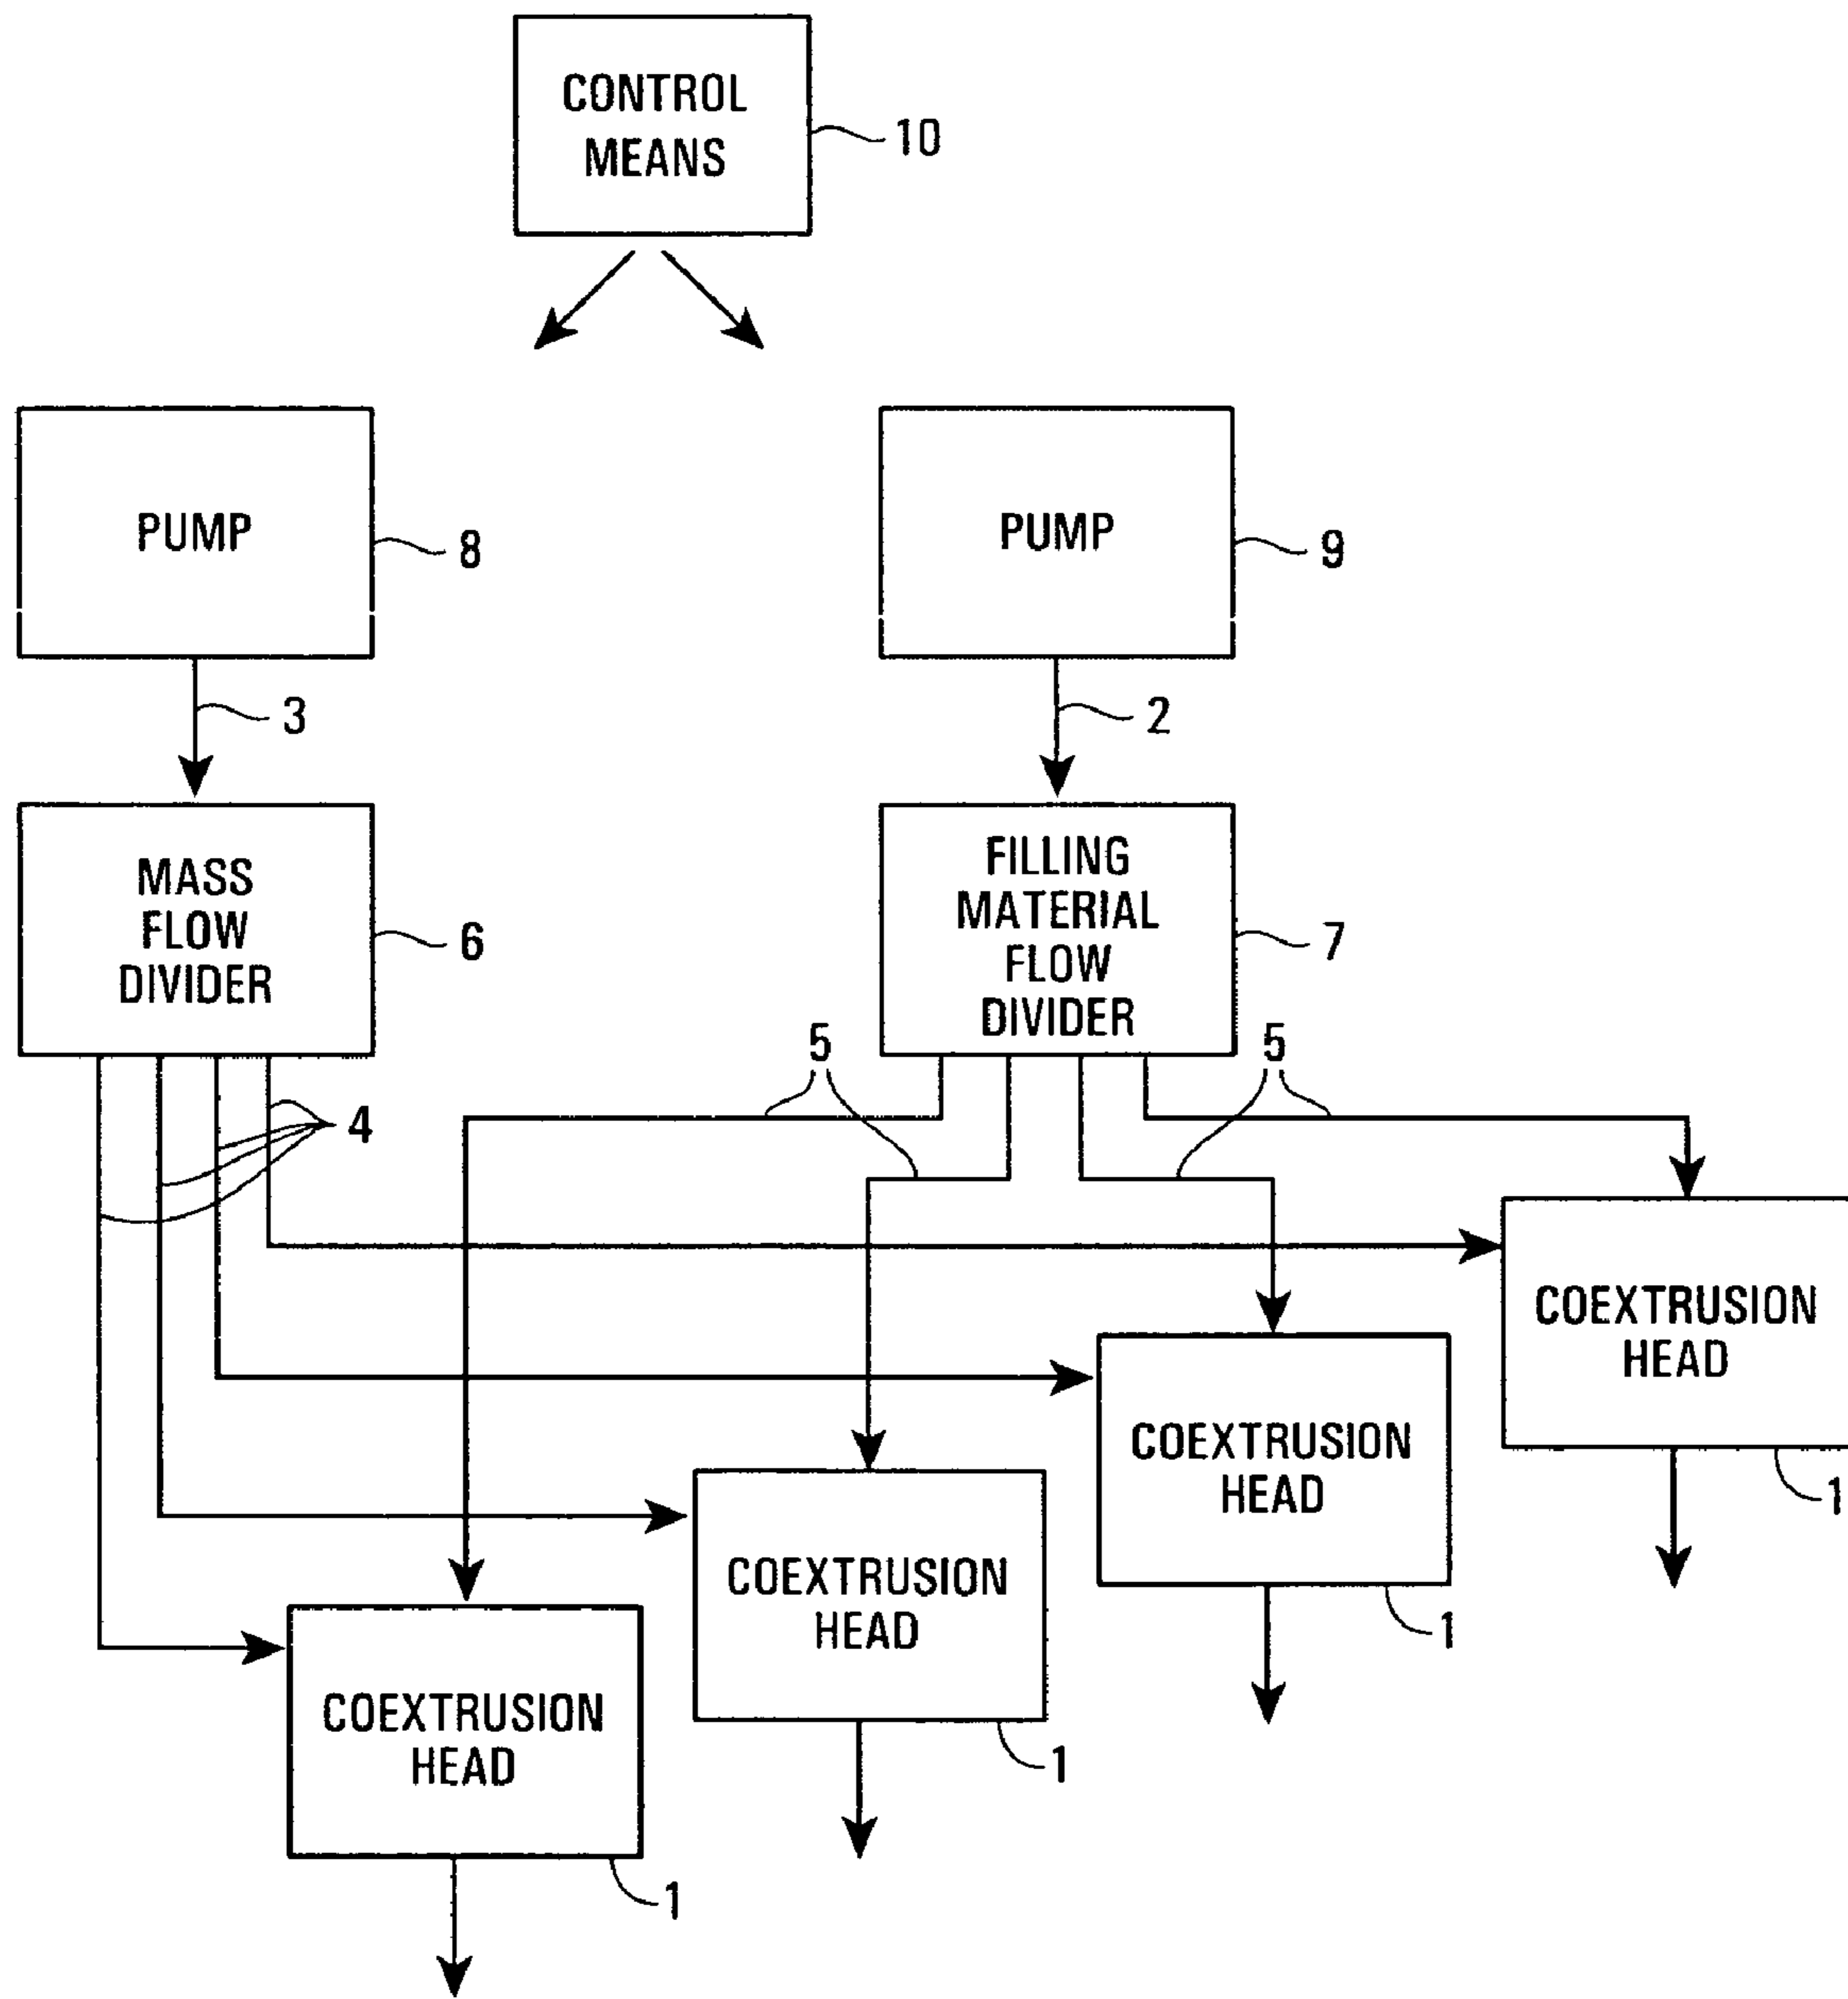 CONTROL
MEANS
10
PUMP
8
PUMP
9
3
2
MASS
FLOW
DIVIDER
6
FILLING
MATERIAL
FLOW
DIVIDER
7
5
5
4
COEXTRUSION
HEAD
1
COEXTRUSION
HEAD
1
COEXTRUSION
HEAD
1
COEXTRUSION
HEAD
1